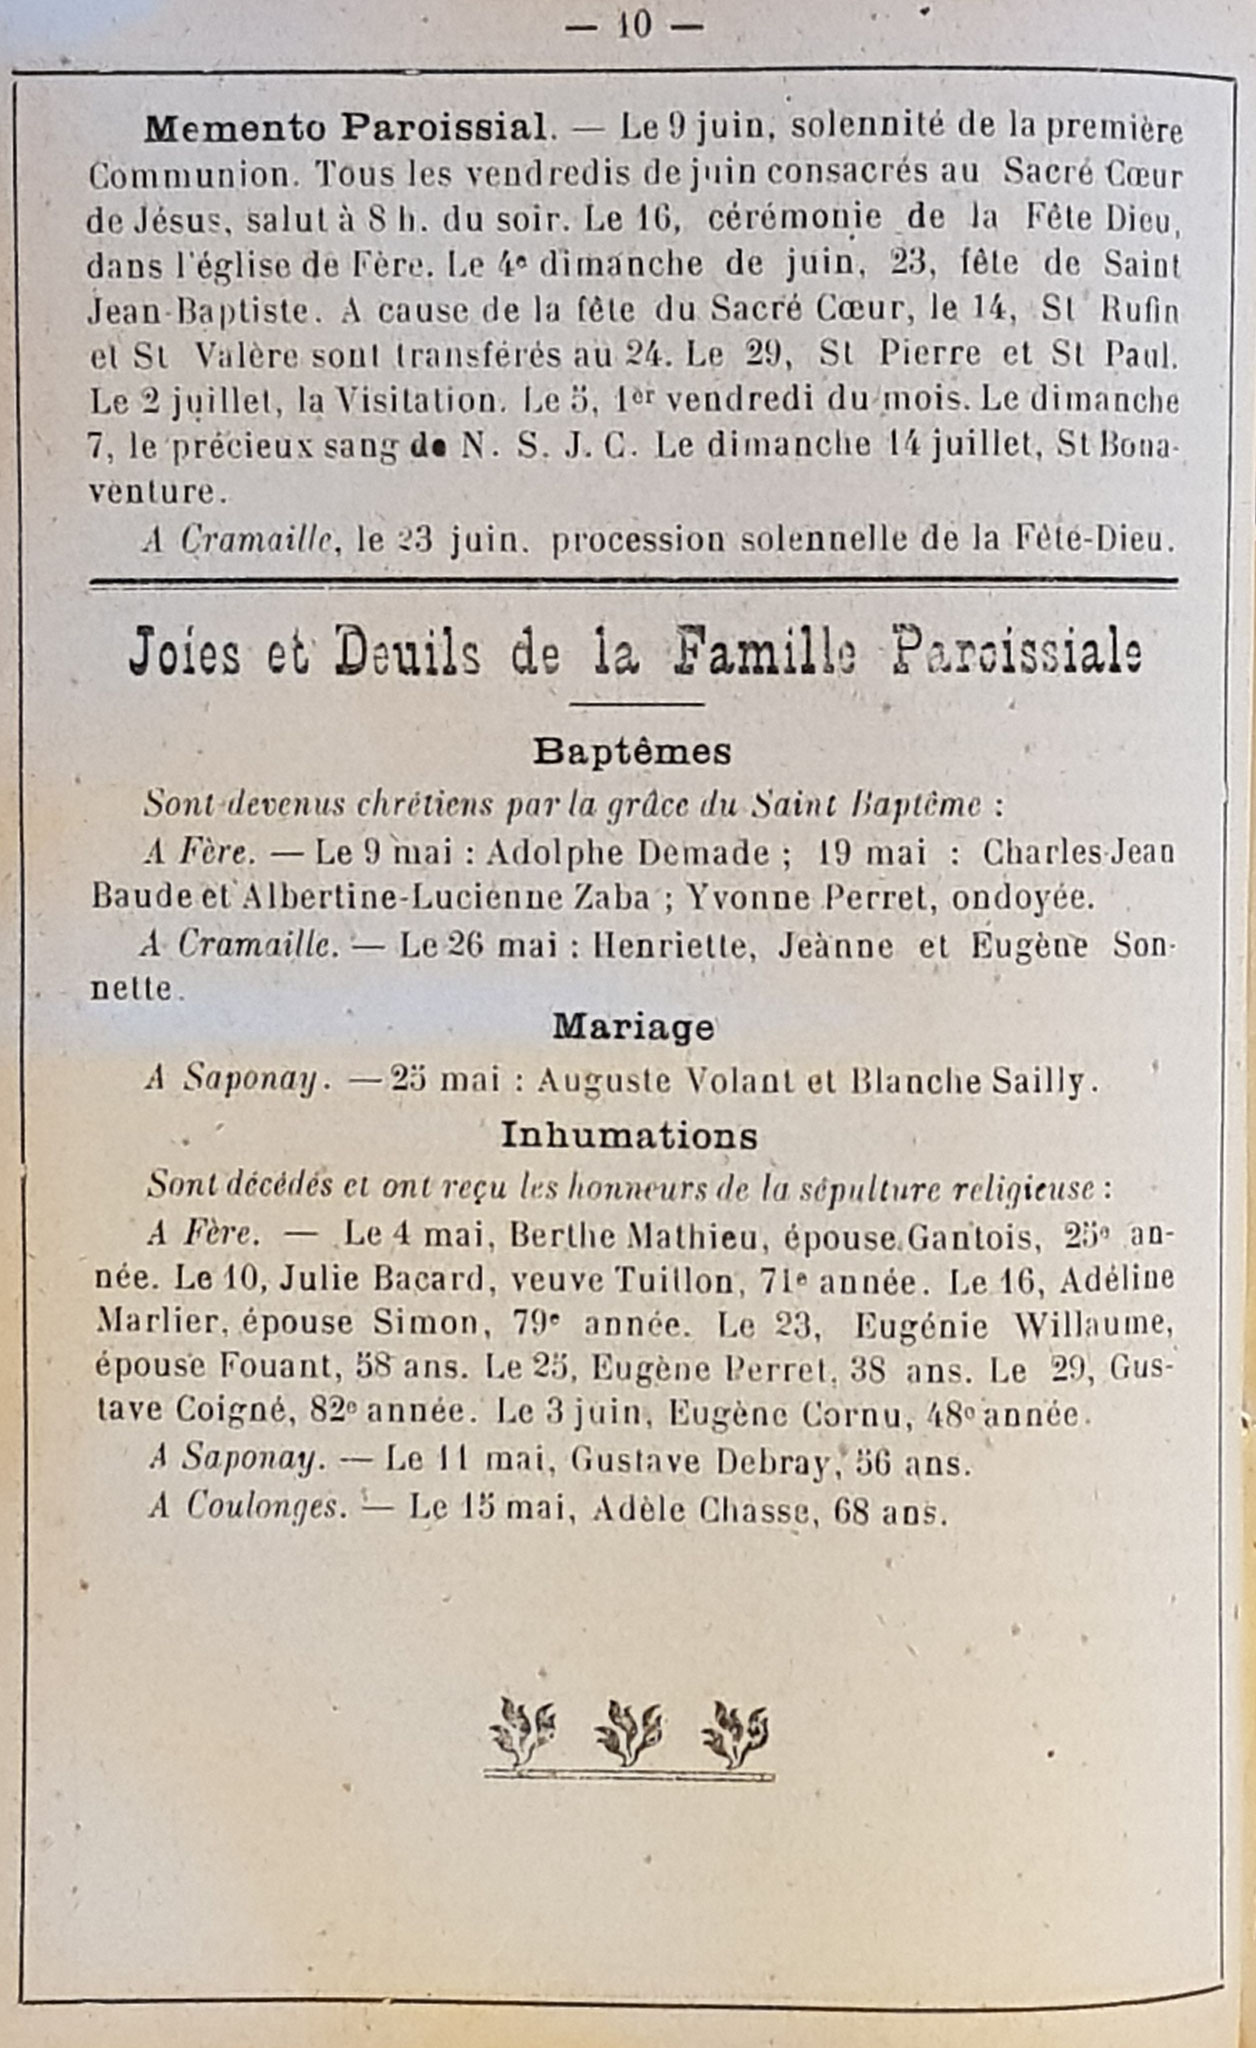 — 10 —
Memento Paroissial. — Le 9 juin, solennité de la première
Communion. Tous les vendredis de juin consacrés au Sacré Cœur
de Jésus, salut à 8 h. du soir. Le 16, cérémonie de la Fête Dieu,
dans l'église de Fère. Le 4e dimanche de juin, 23, fête de Saint
Jean-Baptiste. A cause de la fête du Sacré Cœur, le 14, St Rufin
et St Valère sont transférés au 24. Le 29, St Pierre et St Paul.
Le 2 juillet, la Visitation. Le 5, 1er vendredi du mois. Le dimanche
7, le précieux sang de N. S. J. C. Le dimanche 14 juillet, St Bona-
venture.
A Cramaille, le 23 juin. procession solennelle de la Fête-Dieu.
Joies et Deuils de la Famille Paroissiale
Baptêmes
Sont devenus chrétiens par la grâce du Saint Baptême :
A Fère. — Le 9 mai : Adolphe Demade ; 19 mai : Charles-Jean
Baude et Albertine-Lucienne Zaba ; Yvonne Perret, ondoyée.
A Cramaille. — Le 26 mai : Henriette, Jeanne et Eugène Son-
nette.
Mariage
A Saponay. — 25 mai : Auguste Volant et Blanche Sailly.
Inhumations
Sont décédés et ont reçu les honneurs de la sépulture religieuse :
A Fère. — Le 4 mai, Berthe Mathieu, épouse Gantois, 25e an-
née. Le 10, Julie Bacard, veuve Tuillon, 71e année. Le 16, Adéline
Marlier, épouse Simon, 79e année. Le 23, Eugénie Willaume,
épouse Fouant, 58 ans. Le 25, Eugène Perret, 38 ans. Le 29, Gus-
tave Coigné, 82e année. Le 3 juin, Eugène Cornu, 48e année.
A Saponay. — Le 11 mai, Gustave Debray, 56 ans.
A Coulonges. — Le 15 mai, Adèle Chasse, 68 ans.